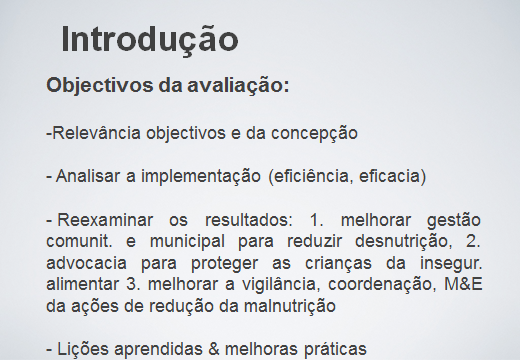 Introdução
Objectivos da avaliação:
-Relevância objectivos e da concepção
- Analisar a implementação (eficiência, eficacia)
- Reexaminar os resultados: 1. melhorar gestão
comunit. e municipal para reduzir desnutrição, 2.
advocacia para proteger as crianças da insegur.
alimentar 3. melhorar a vigilância, coordenação, M&E
da ações de redução da malnutrição
- Lições aprendidas & melhoras práticas